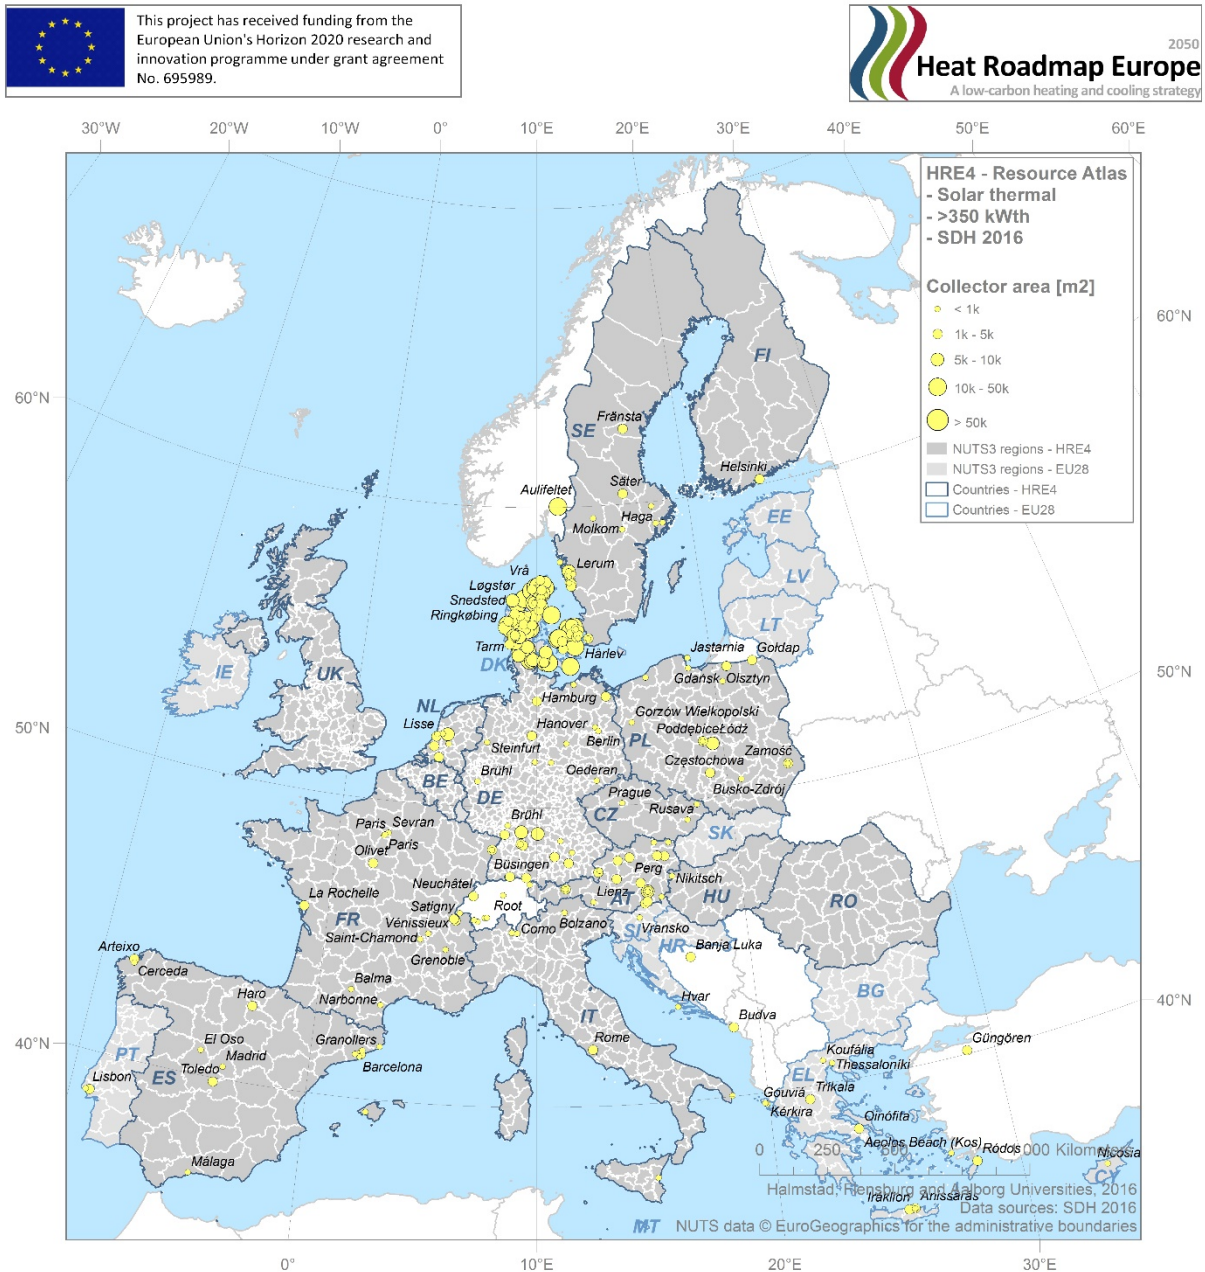 This project has received funding from the
European Union's Horizon 2020 research and
innovation programme under grant agreement
No. 695989.
2050
Heat Roadmap Europe
A low-carbon heating and cooling strategy
30°W 20°W 10°W 0° 10°E 20°E 30°E 40°E 50°E 60°E
HRE4 - Resource Atlas
- Solar thermal
- >350 kWth
- SDH 2016
Collector area [m2]
< 1k
1k - 5k
5k - 10k
10k - 50k
> 50k
NUTS3 regions - HRE4
NUTS3 regions - EU28
Countries - HRE4
Countries - EU28
60°N
60°N
50°N
50°N
40°N
40°N
FI
Fränsta
SE
Helsinki
Säter
Aulifeltet
Haga
Molkom
EE
Lerum
Vrå
LV
Løgstør
Snedsted
Ringkøbing
LT
Tarm
Hårlev
DK
Jastarnia
Gołdap
IE
UK
Gdańsk
Olsztyn
Hamburg
NL
Gorzów Wielkopolski
Lisse
Hanover
Poddębice
Łódź
PL
Steinfurt
Berlin
Zamość
Częstochowa
BE
Brühl
Oederan
Busko-Zdrój
DE
Prague
Rusava
CZ
Brühl
SK
Paris
Sevran
Olivet
Paris
Büsingen
Perg
Nikitsch
Neuchâtel
La Rochelle
Lienz
AT
HU
RO
Satigny
Root
FR
Vénissieux
Bolzano
Como
Vransko
SI
Saint-Chamond
HR
Banja Luka
Arteixo
Grenoble
Cerceda
Balma
BG
Haro
Narbonne
Hvar
Budva
IT
El Oso
Granollers
Rome
Güngören
PT
Madrid
Koufália
Toledo
Barcelona
Thessaloníki
Lisbon
ES
EL
Gouviá
Tríkala
Kérkira
Oinófita
Aeolos Beach (Kos)
Ródos
0 250 500 000 Kilometers
Nicosia
Málaga
CY
Halmstad, Flensburg and Aalborg Universities, 2016
Iraklion
Anissaras
Data sources: SDH 2016
MT
NUTS data © EuroGeographics for the administrative boundaries
0° 10°E 20°E 30°E